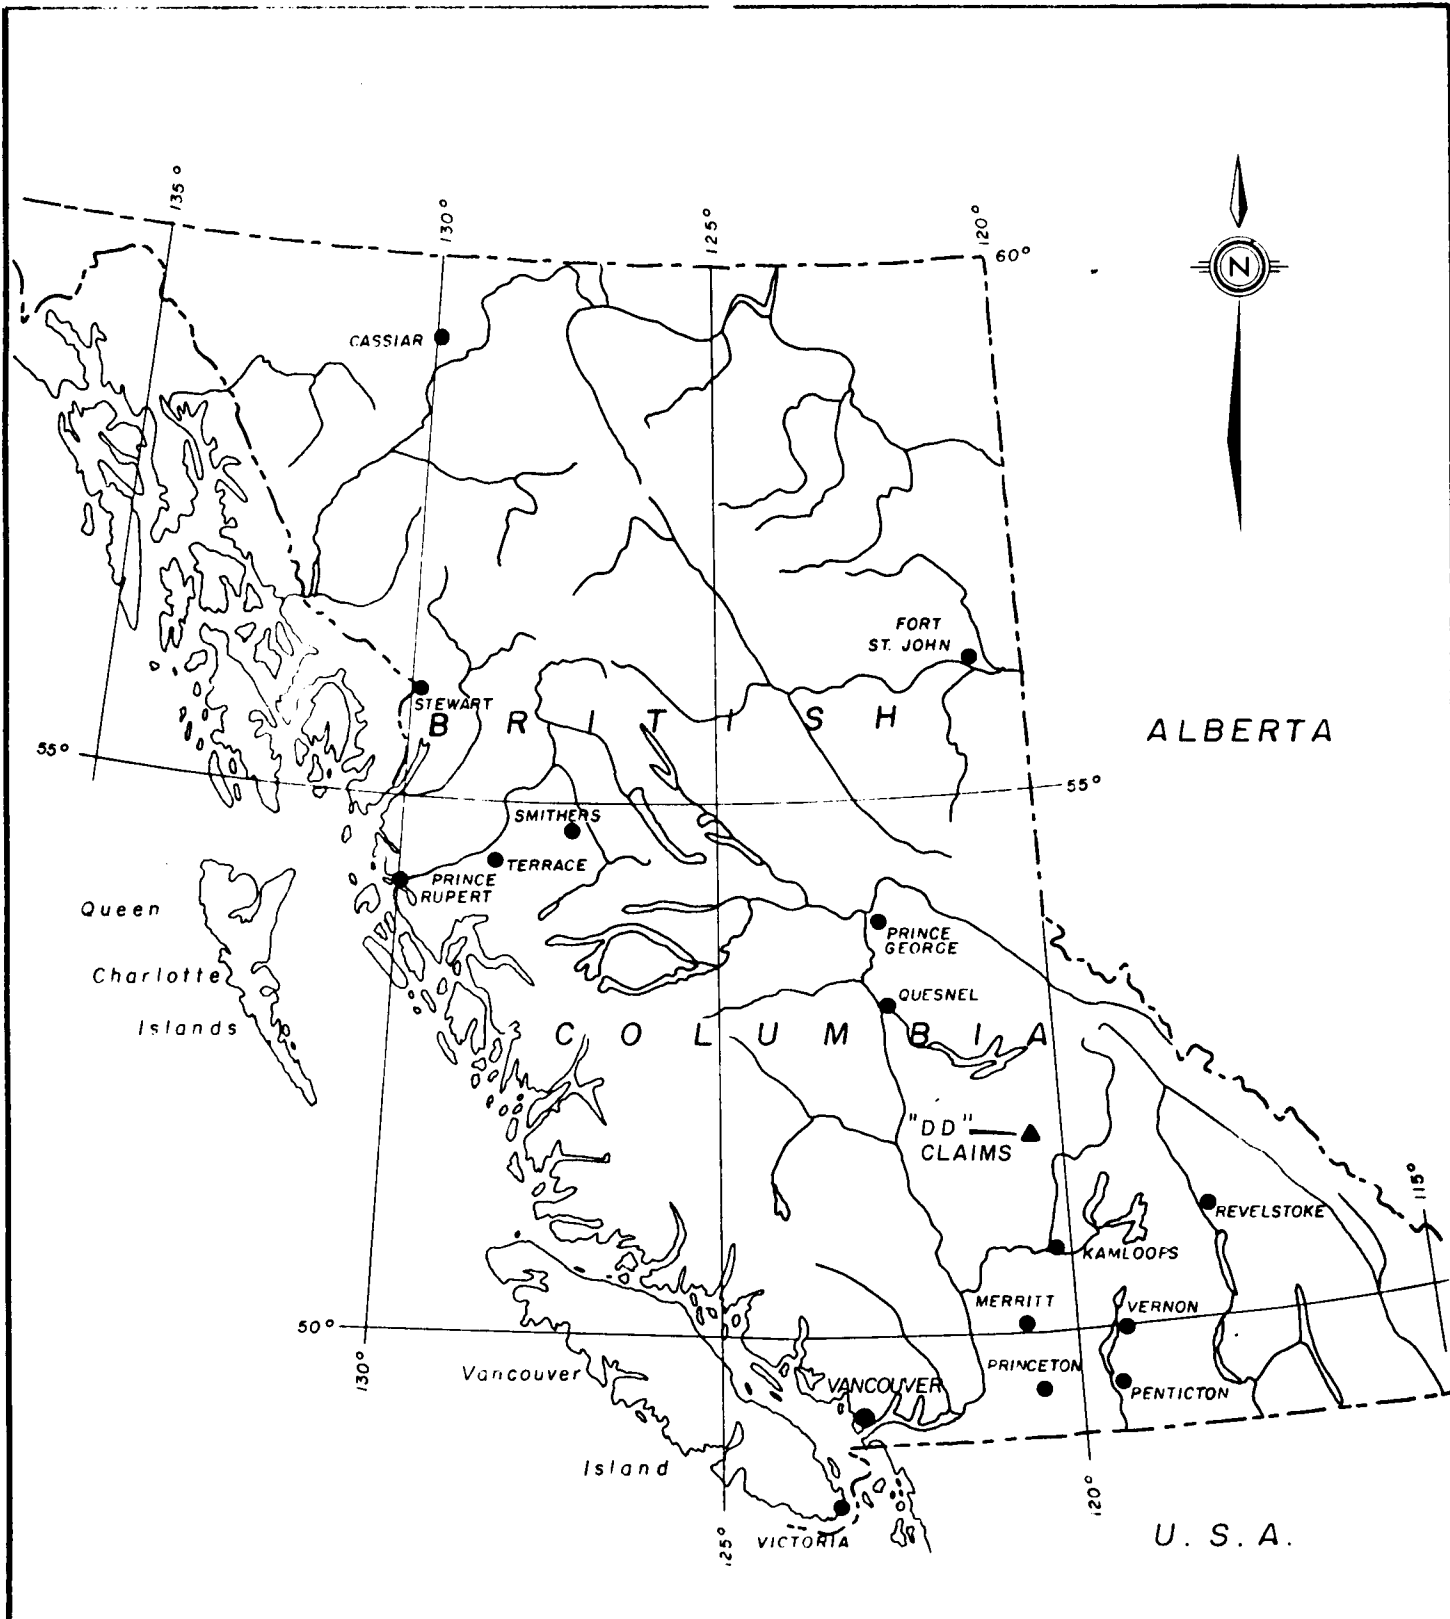 135°
130°
125°
120°
60°
N
CASSIAR
FORT
ST. JOHN
STEWART
BRITISH
ALBERTA
55°
55°
SMITHERS
TERRACE
PRINCE
RUPERT
Queen
Charlotte
Islands
PRINCE
GEORGE
QUESNEL
COLUMBIA
"DD"
CLAIMS
115°
REVELSTOKE
KAMLOOPS
MERRITT
VERNON
50°
130°
Vancouver
Island
PRINCETON
VANCOUVER
PENTICTON
120°
125°
VICTORIA
U.S.A.